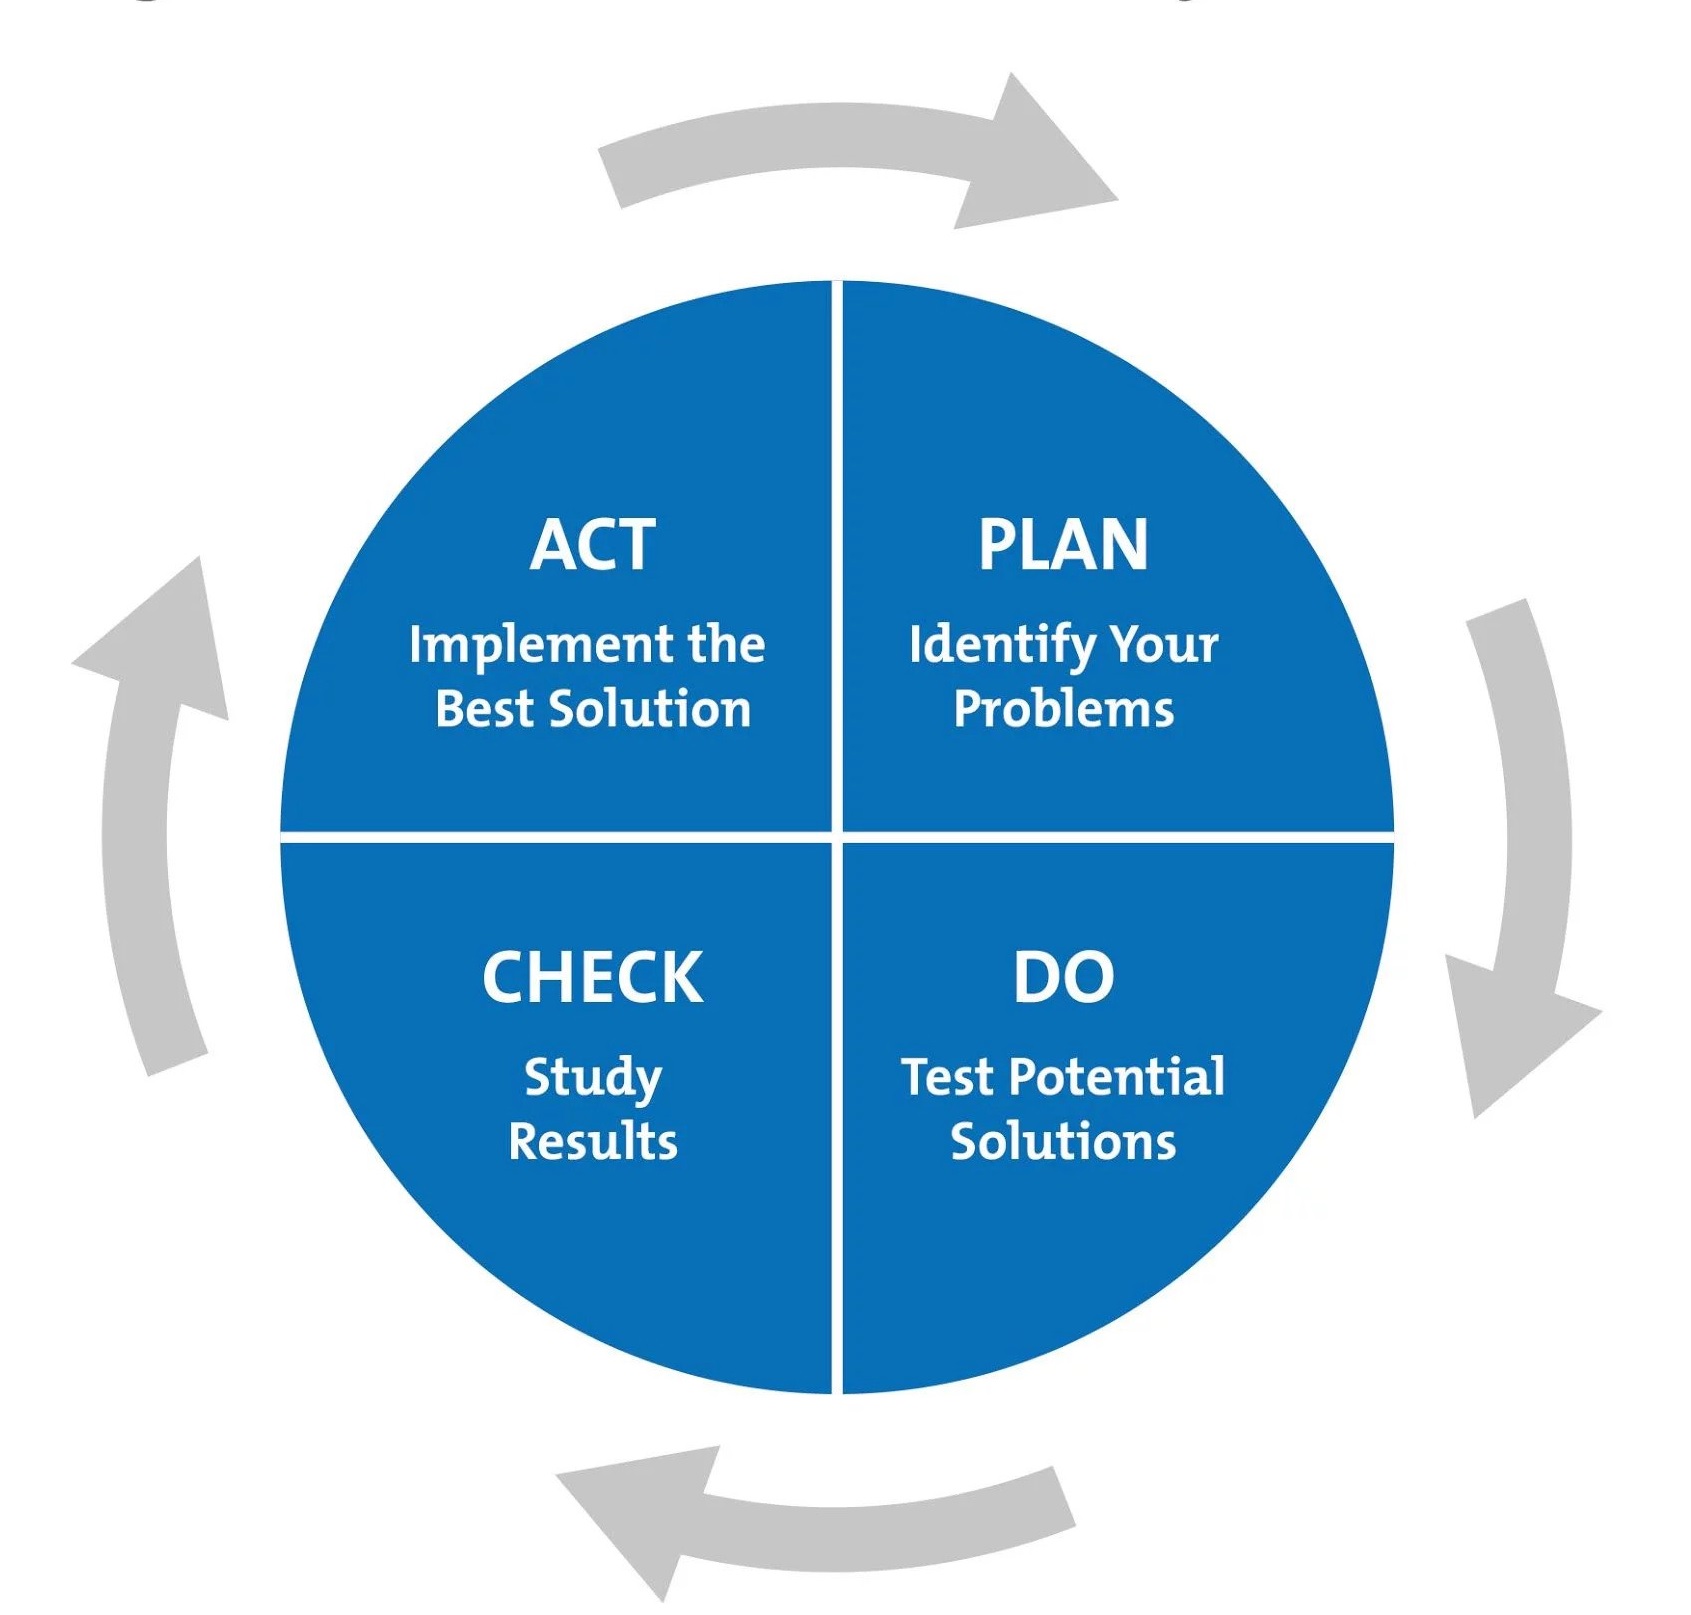 ACT
Implement the
Best Solution
PLAN
Identify Your
Problems
CHECK
Study
Results
DO
Test Potential
Solutions